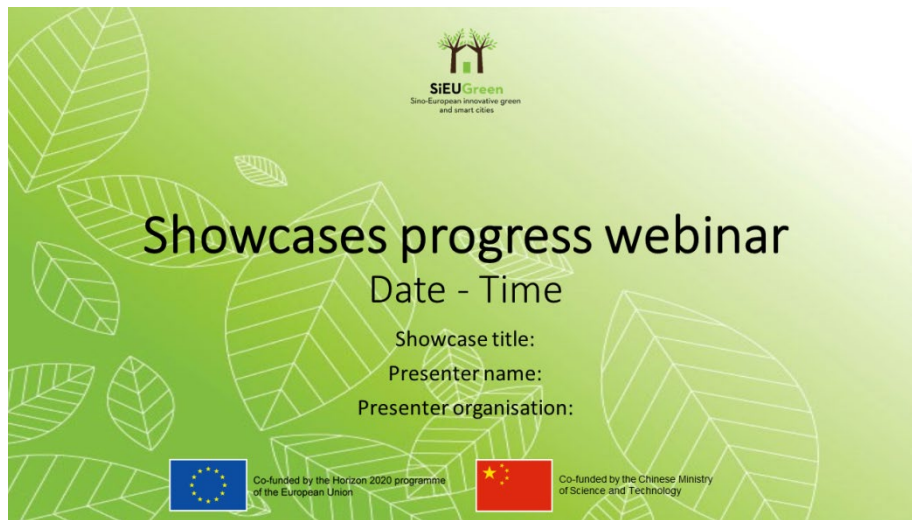 SiEUGreen
Sino-European innovative green
and smart cities
Showcases progress webinar
Date - Time
Showcase title:
Presenter name:
Presenter organisation:
Co-funded by the Horizon 2020 programme
of the European Union
Co-funded by the Chinese Ministry
of Science and Technology